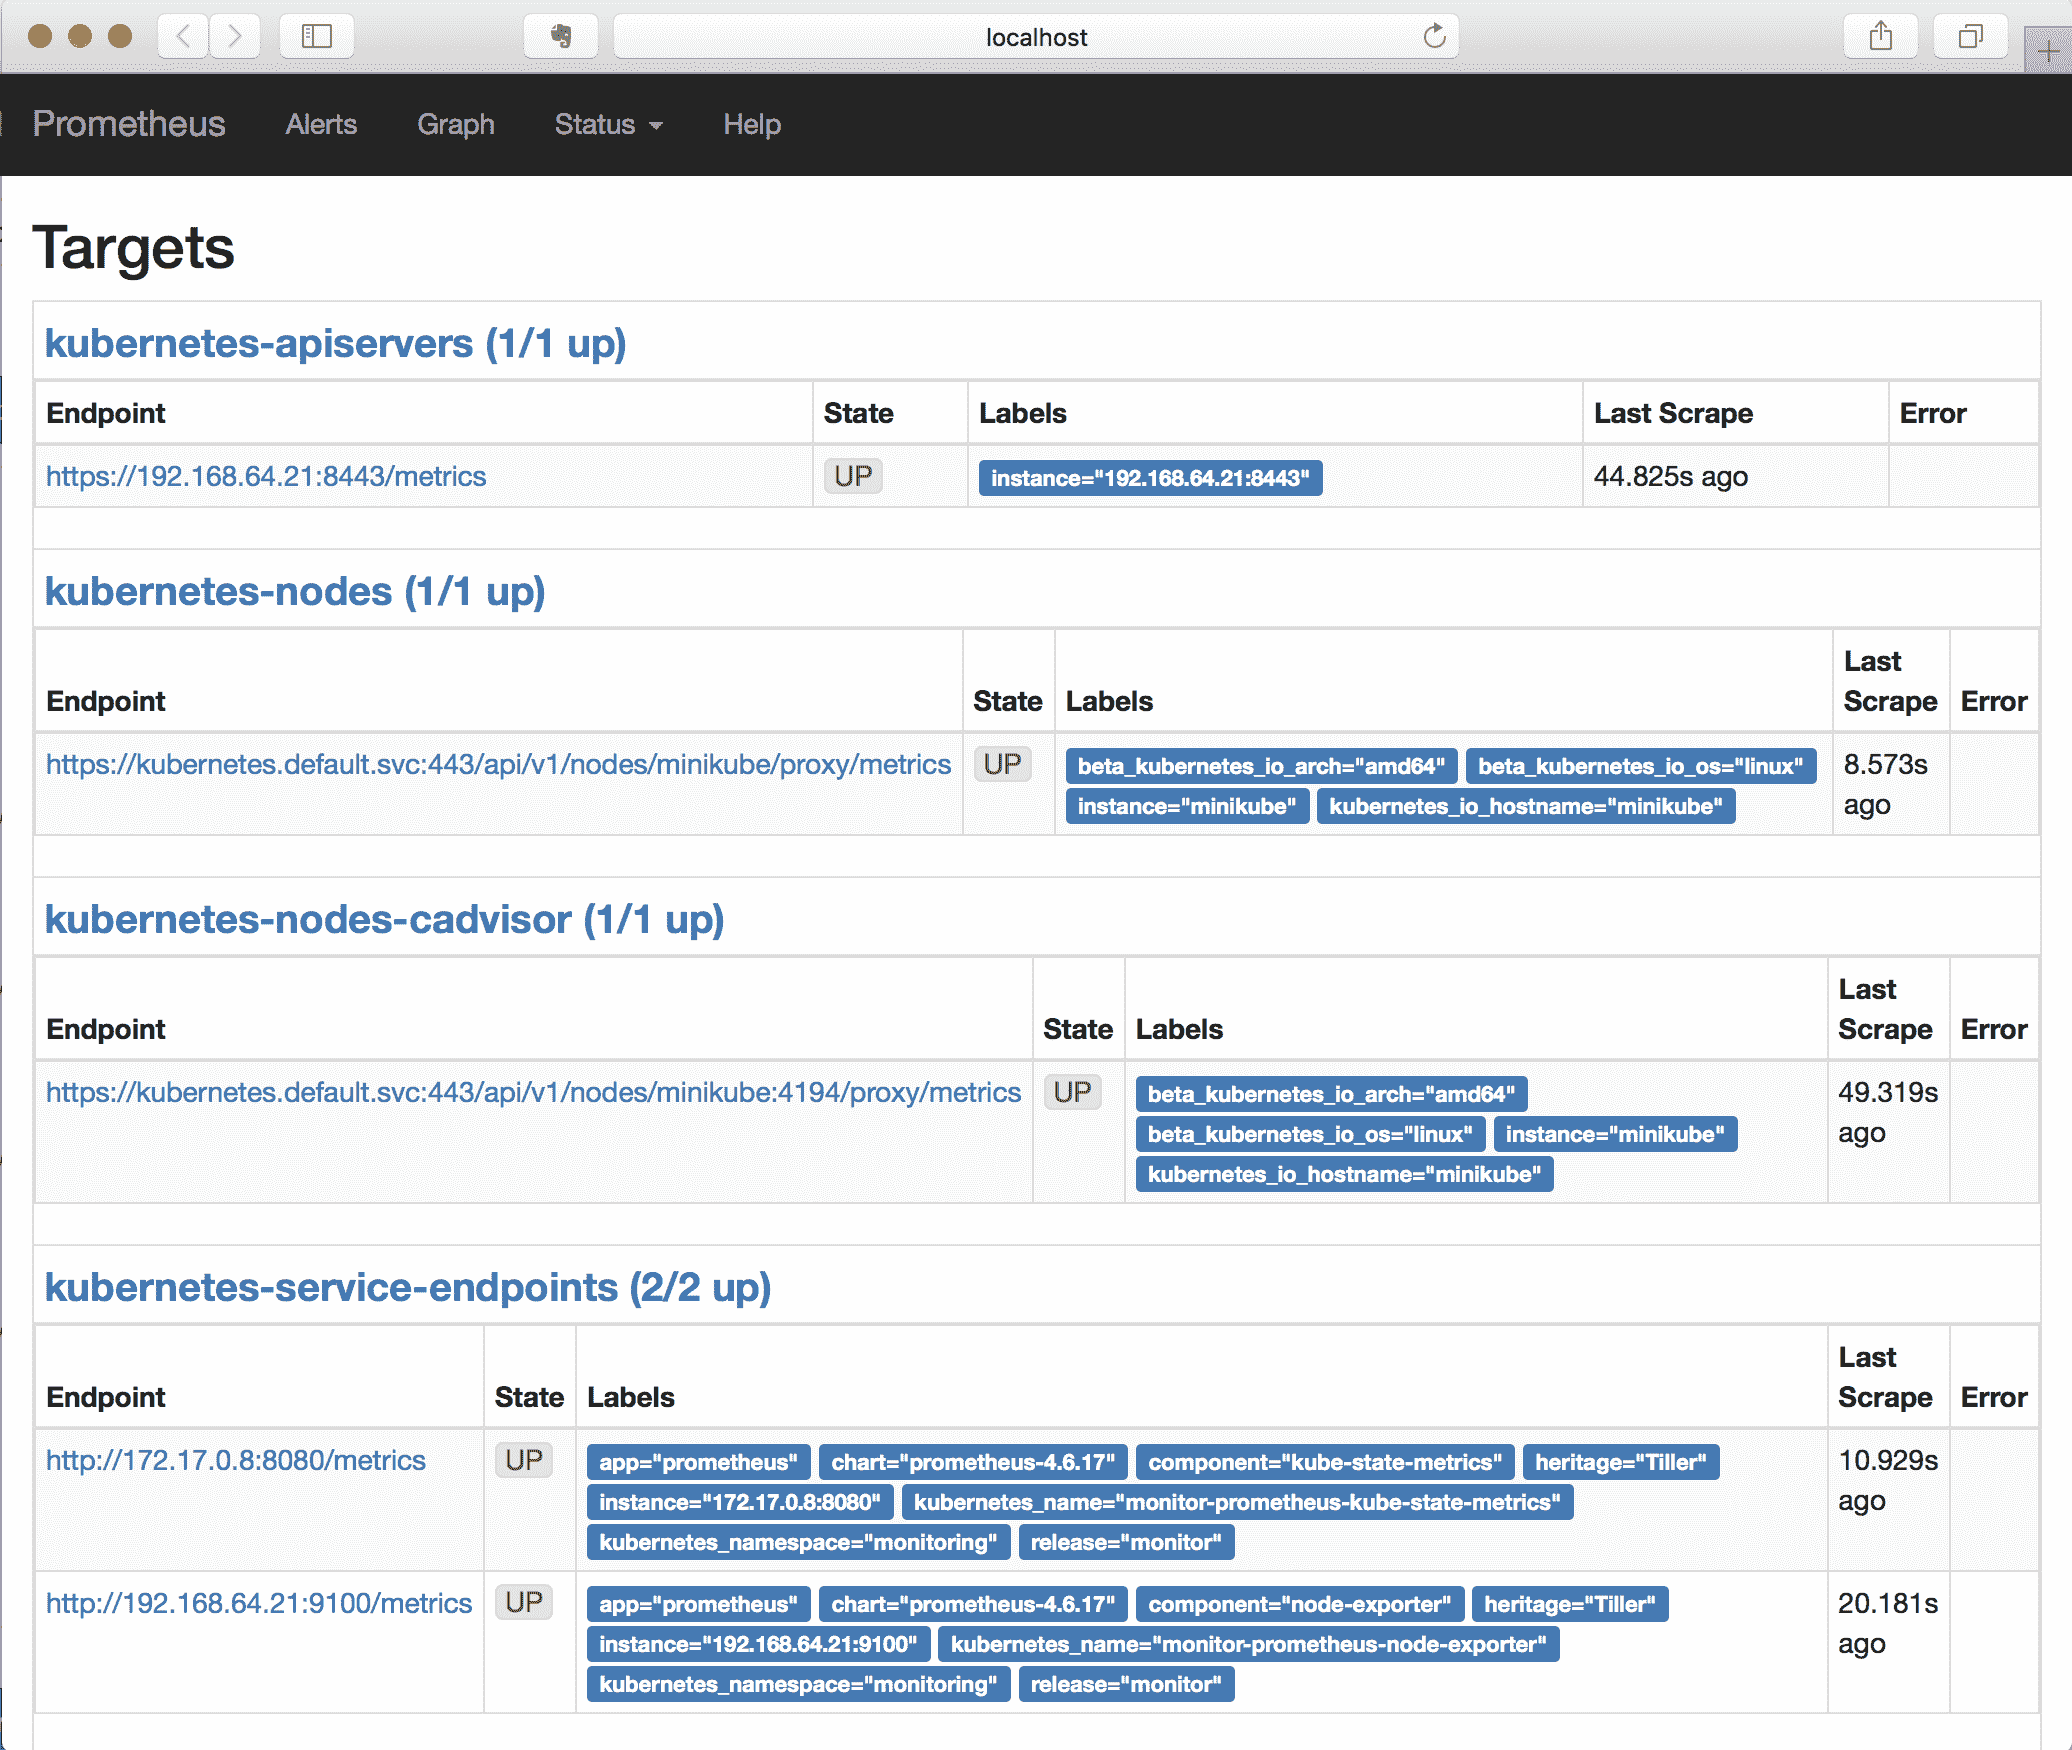 localhost
Prometheus Alerts Graph Status Help
Targets
kubernetes-apiservers (1/1 up)
Endpoint State Labels Last Scrape Error
https://192.168.64.21:8443/metrics UP instance="192.168.64.21:8443" 44.825s ago
kubernetes-nodes (1/1 up)
Endpoint State Labels Last Scrape Error
https://kubernetes.default.svc:443/api/v1/nodes/minikube/proxy/metrics UP beta_kubernetes_io_arch="amd64" beta_kubernetes_io_os="linux" 8.573s
instance="minikube" kubernetes_io_hostname="minikube" ago
kubernetes-nodes-cadvisor (1/1 up)
Endpoint State Labels Last Scrape Error
https://kubernetes.default.svc:443/api/v1/nodes/minikube:4194/proxy/metrics UP beta_kubernetes_io_arch="amd64" 49.319s
beta_kubernetes_io_os="linux" instance="minikube" ago
kubernetes_io_hostname="minikube"
kubernetes-service-endpoints (2/2 up)
Endpoint State Labels Last Scrape Error
http://172.17.0.8:8080/metrics UP app="prometheus" chart="prometheus-4.6.17" component="kube-state-metrics" heritage="Tiller" 10.929s
instance="172.17.0.8:8080" kubernetes_name="monitor-prometheus-kube-state-metrics" ago
kubernetes_namespace="monitoring" release="monitor"
http://192.168.64.21:9100/metrics UP app="prometheus" chart="prometheus-4.6.17" component="node-exporter" heritage="Tiller" 20.181s
instance="192.168.64.21:9100" kubernetes_name="monitor-prometheus-node-exporter" ago
kubernetes_namespace="monitoring" release="monitor"